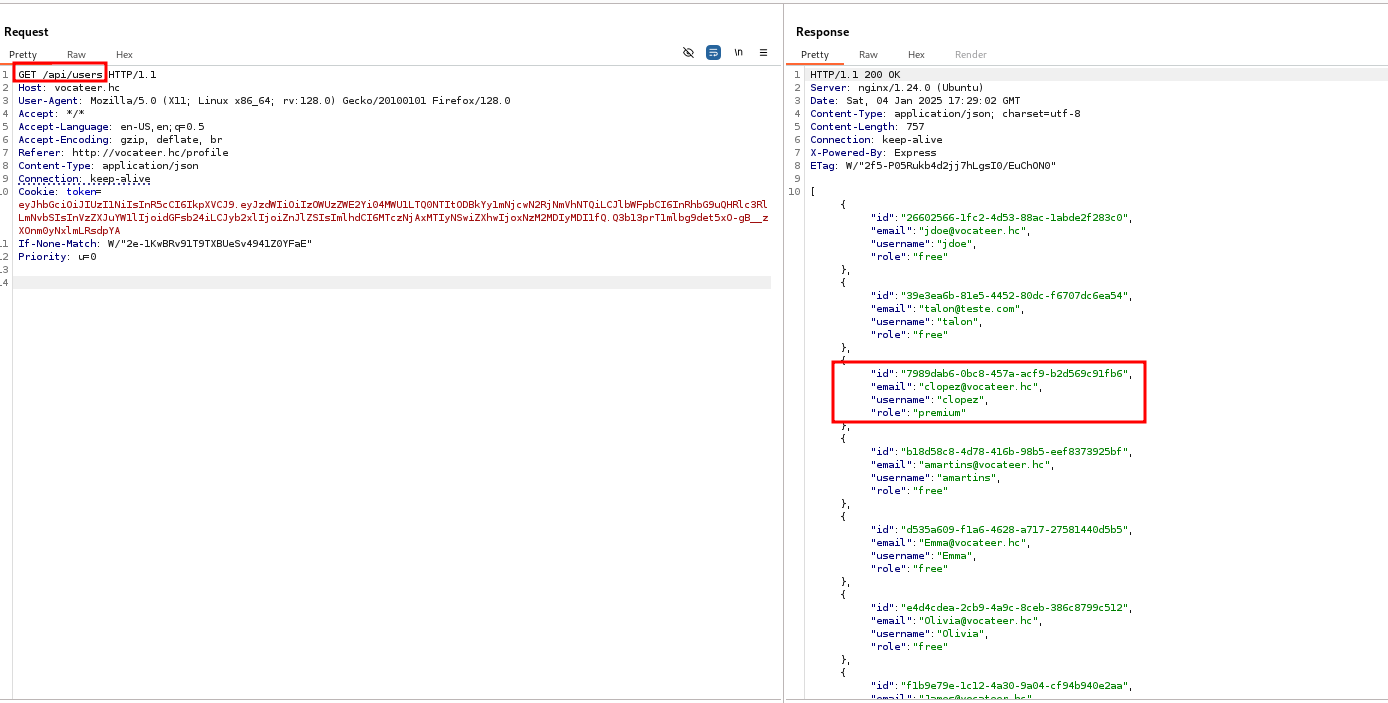 Request
Pretty Raw Hex \n
1 GET /api/users HTTP/1.1
2 Host: vocateer.hc
3 User-Agent: Mozilla/5.0 (X11; Linux x86_64; rv:128.0) Gecko/20100101 Firefox/128.0
4 Accept: */*
5 Accept-Language: en-US,en;q=0.5
6 Accept-Encoding: gzip, deflate, br
7 Referer: http://vocateer.hc/profile
8 Content-Type: application/json
9 Connection: keep-alive
10 Cookie: token=
11 If-None-Match: W/"2e-1KwBRv91T9TXBUeSv4941Z0YFaE"
12 Priority: u=0
13
14
Response
Pretty Raw Hex Render
1 HTTP/1.1 200 OK
2 Server: nginx/1.24.0 (Ubuntu)
3 Date: Sat, 04 Jan 2025 17:29:02 GMT
4 Content-Type: application/json; charset=utf-8
5 Content-Length: 757
6 Connection: keep-alive
7 X-Powered-By: Express
8 ETag: W/"2f5-P05Rukb4d2jj7hLgsI0/EuChON0"
9
10 [
{
"id":"26602566-1fc2-4d53-88ac-1abde2f283c0",
"email":"jdoe@vocateer.hc",
"username":"jdoe",
"role":"free"
},
{
"id":"39e3ea6b-81e5-4452-80dc-f6707dc6ea54",
"email":"talon@teste.com",
"username":"talon",
"role":"free"
},
{
"id":"7989dab6-0bc8-457a-acf9-b2d569c91fb6",
"email":"clopez@vocateer.hc",
"username":"clopez",
"role":"premium"
},
{
"id":"b18d58c8-4d78-416b-98b5-eef8373925bf",
"email":"amartins@vocateer.hc",
"username":"amartins",
"role":"free"
},
{
"id":"d535a609-f1a6-4628-a717-27581440d5b5",
"email":"Emma@vocateer.hc",
"username":"Emma",
"role":"free"
},
{
"id":"e4d4cdea-2cb9-4a9c-8ceb-386c8799c512",
"email":"Olivia@vocateer.hc",
"username":"Olivia",
"role":"free"
},
{
"id":"f1b9e79e-1c12-4a30-9a04-cf94b940e2aa",
"email":"James@vocateer.hc",